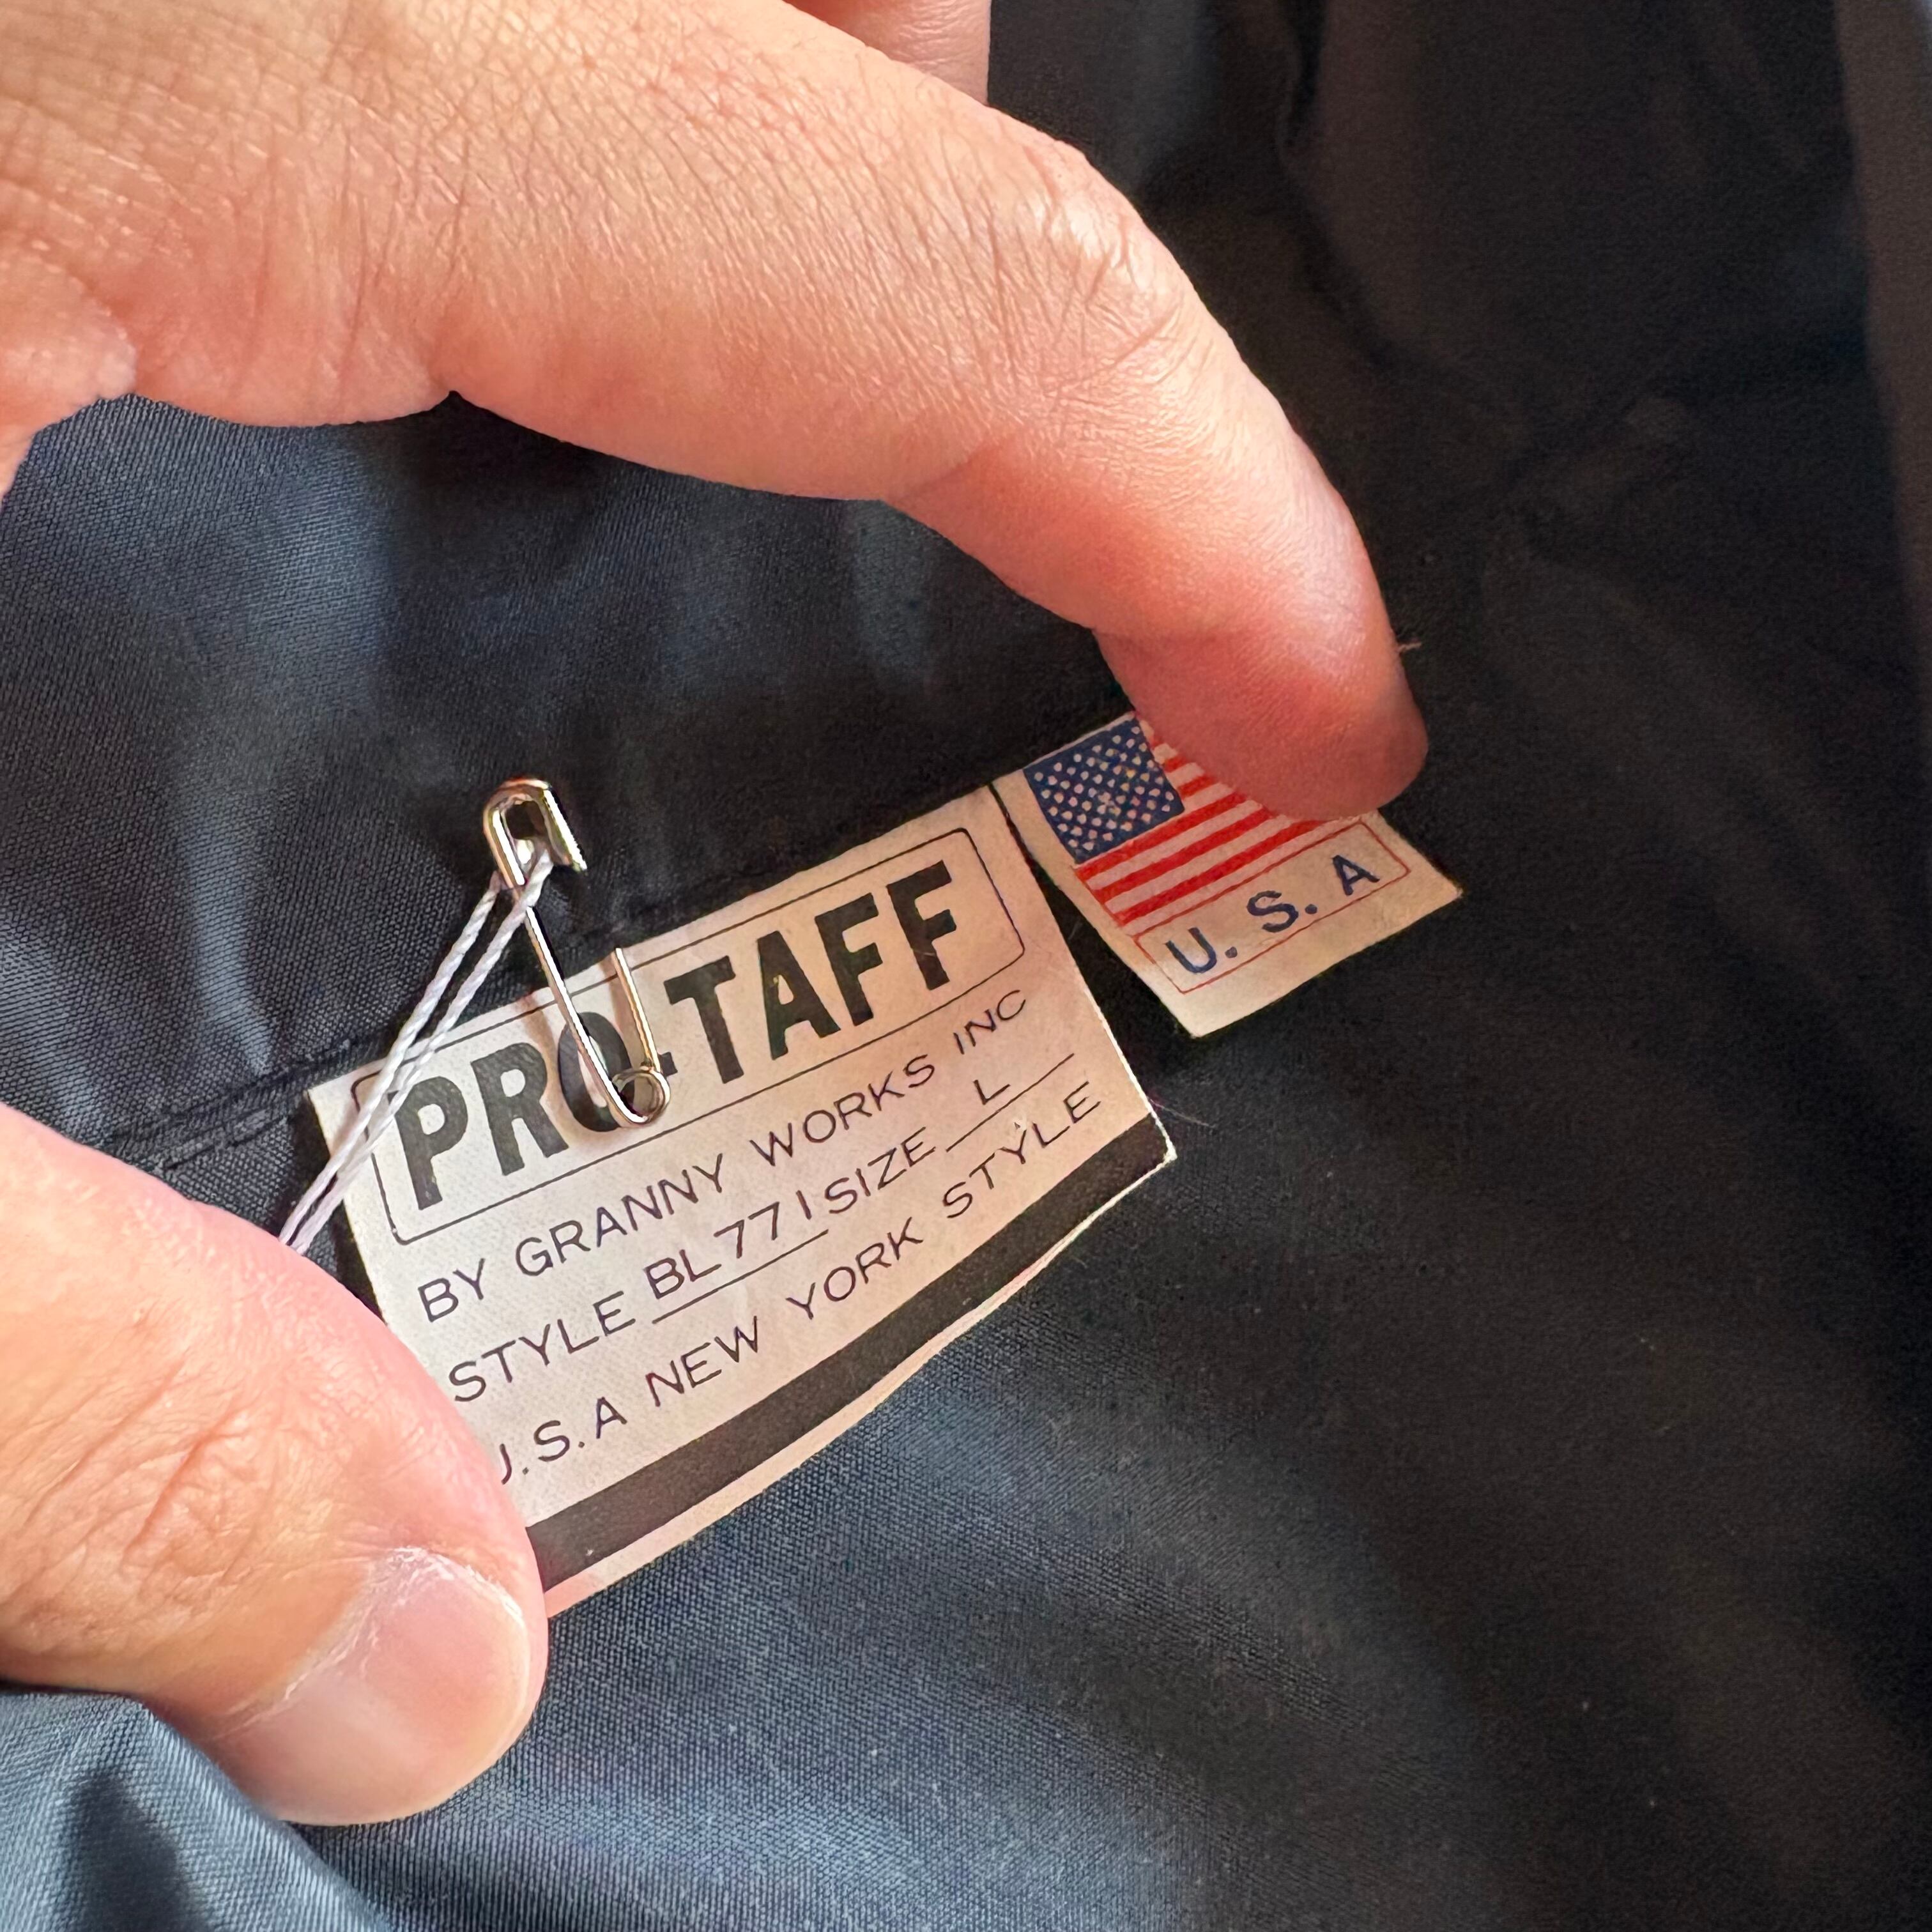 PRO-TAFF
BY GRANNY WORKS INC
STYLE BL771 SIZE L
U.S.A NEW YORK STYLE
U. S. A